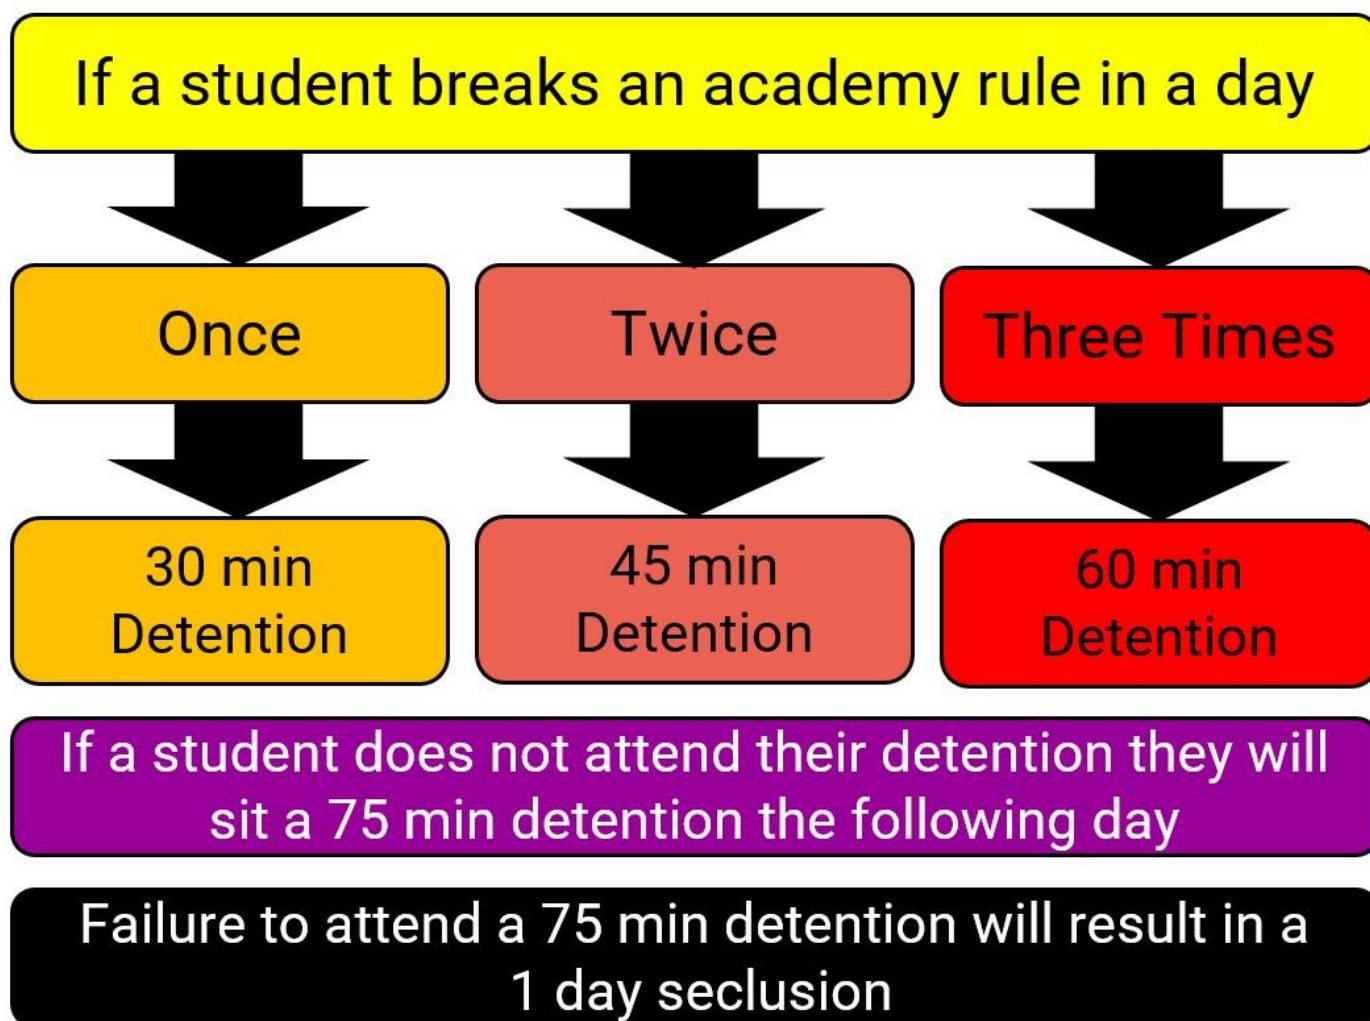 If a student breaks an academy rule in a day
Once
Twice
Three Times
30 min
Detention
45 min
Detention
60 min
Detention
If a student does not attend their detention they will
sit a 75 min detention the following day
Failure to attend a 75 min detention will result in a
1 day seclusion